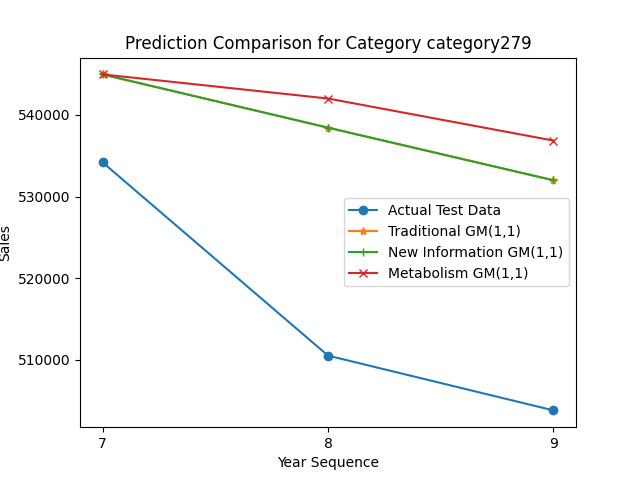 Prediction Comparison for Category category279
Sales
540000
530000
520000
510000
Actual Test Data
Traditional GM(1,1)
New Information GM(1,1)
Metabolism GM(1,1)
7
8
9
Year Sequence